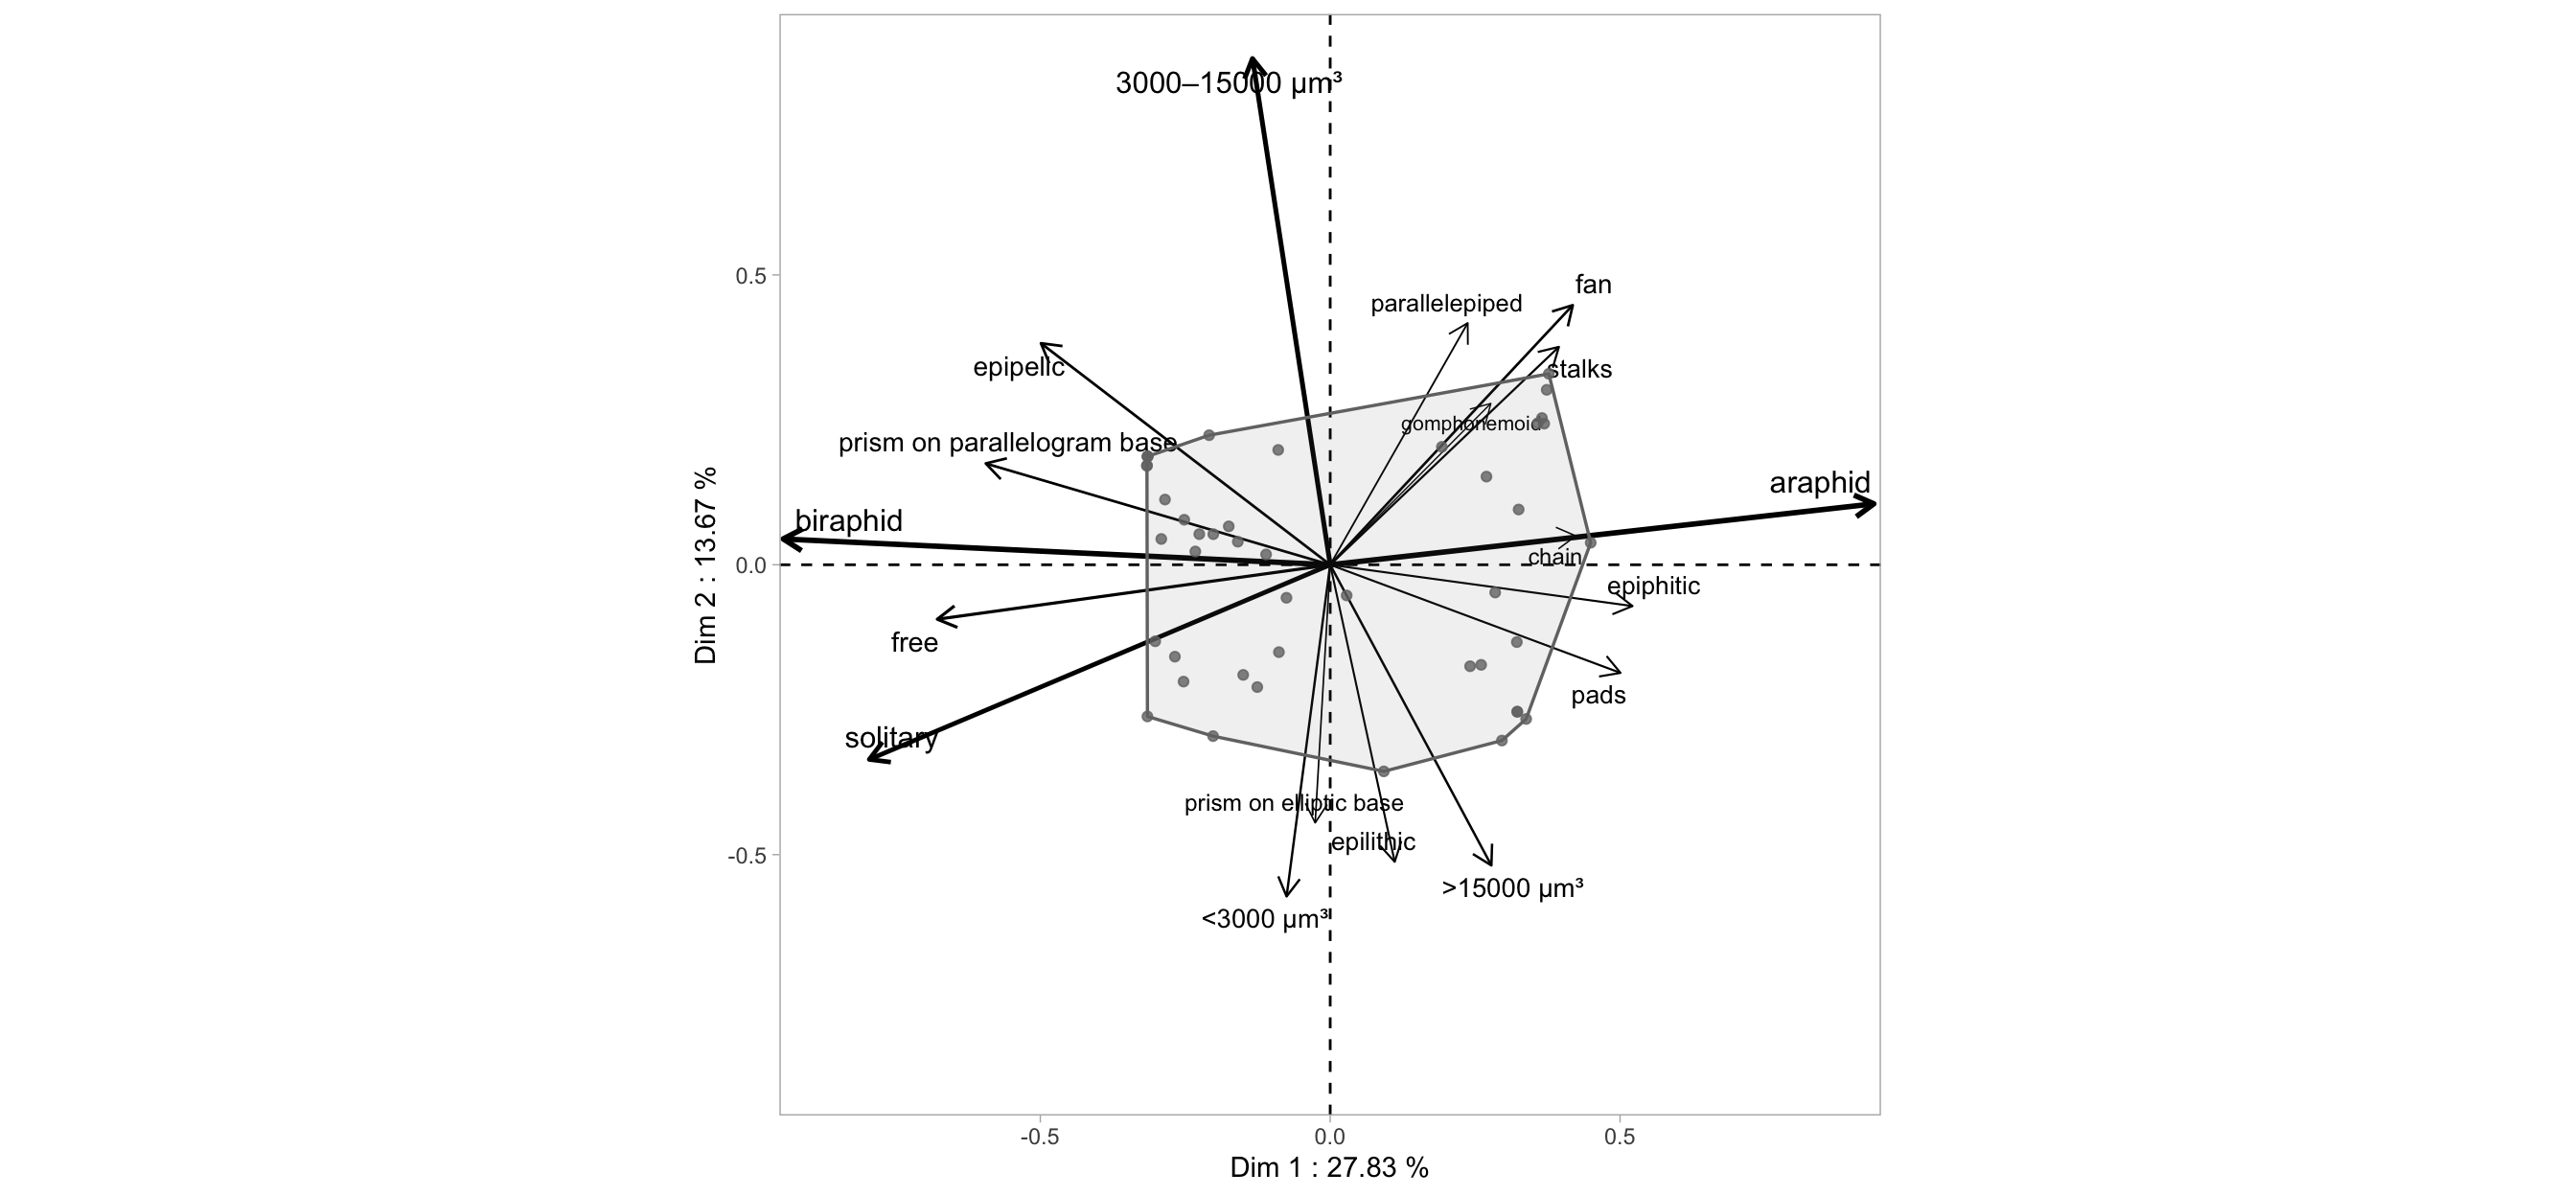 3000–15000 µm³
0.5
fan
parallelepiped
epipelic
stalks
gomphonemoid
prism on parallelogram base
araphid
biraphid
chain
0.0
epiphitic
free
pads
solitary
prism on elliptic base
epilithic
-0.5
>15000 µm³
<3000 µm³
Dim 2 : 13.67 %
-0.5
0.0
0.5
Dim 1 : 27.83 %